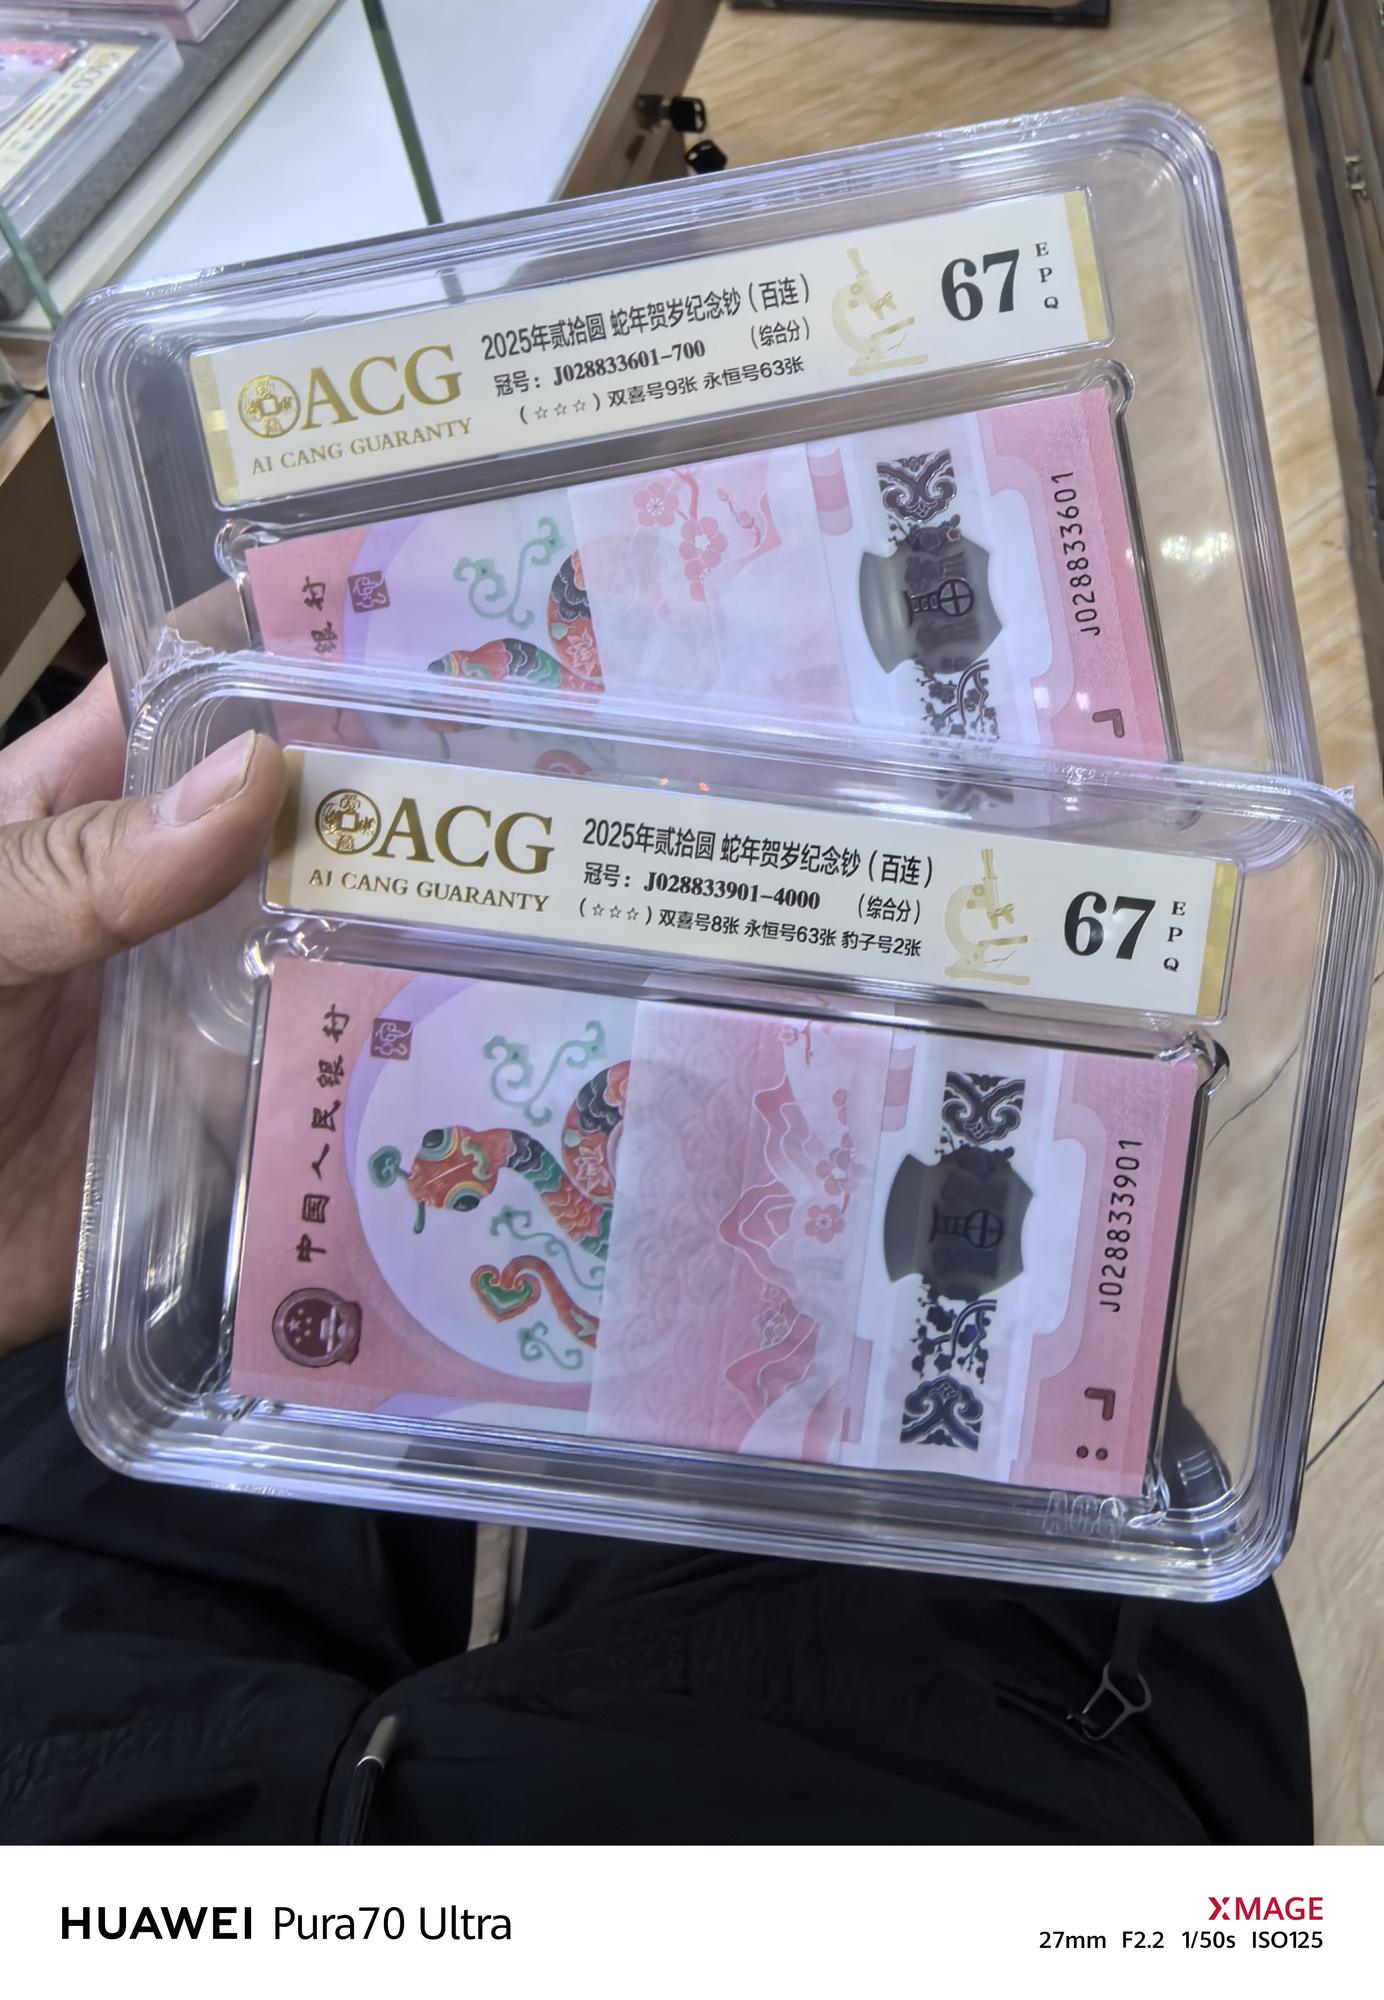 ACG
AI CANG GUARANTY
2025年贰拾圆 蛇年贺岁纪念钞（百连）
冠号：J028833601-700 （综合分）
（☆☆☆）双喜号9张 永恒号63张
67
EPQ
J028833601
银行
ACG
AI CANG GUARANTY
2025年贰拾圆 蛇年贺岁纪念钞（百连）
冠号：J028833901-4000 （综合分）
（☆☆☆）双喜号8张 永恒号63张 豹子号2张
67
EPQ
中国人民银行
J028833901
ACG
HUAWEI Pura70 Ultra
XMAGE
27mm F2.2 1/50s ISO125